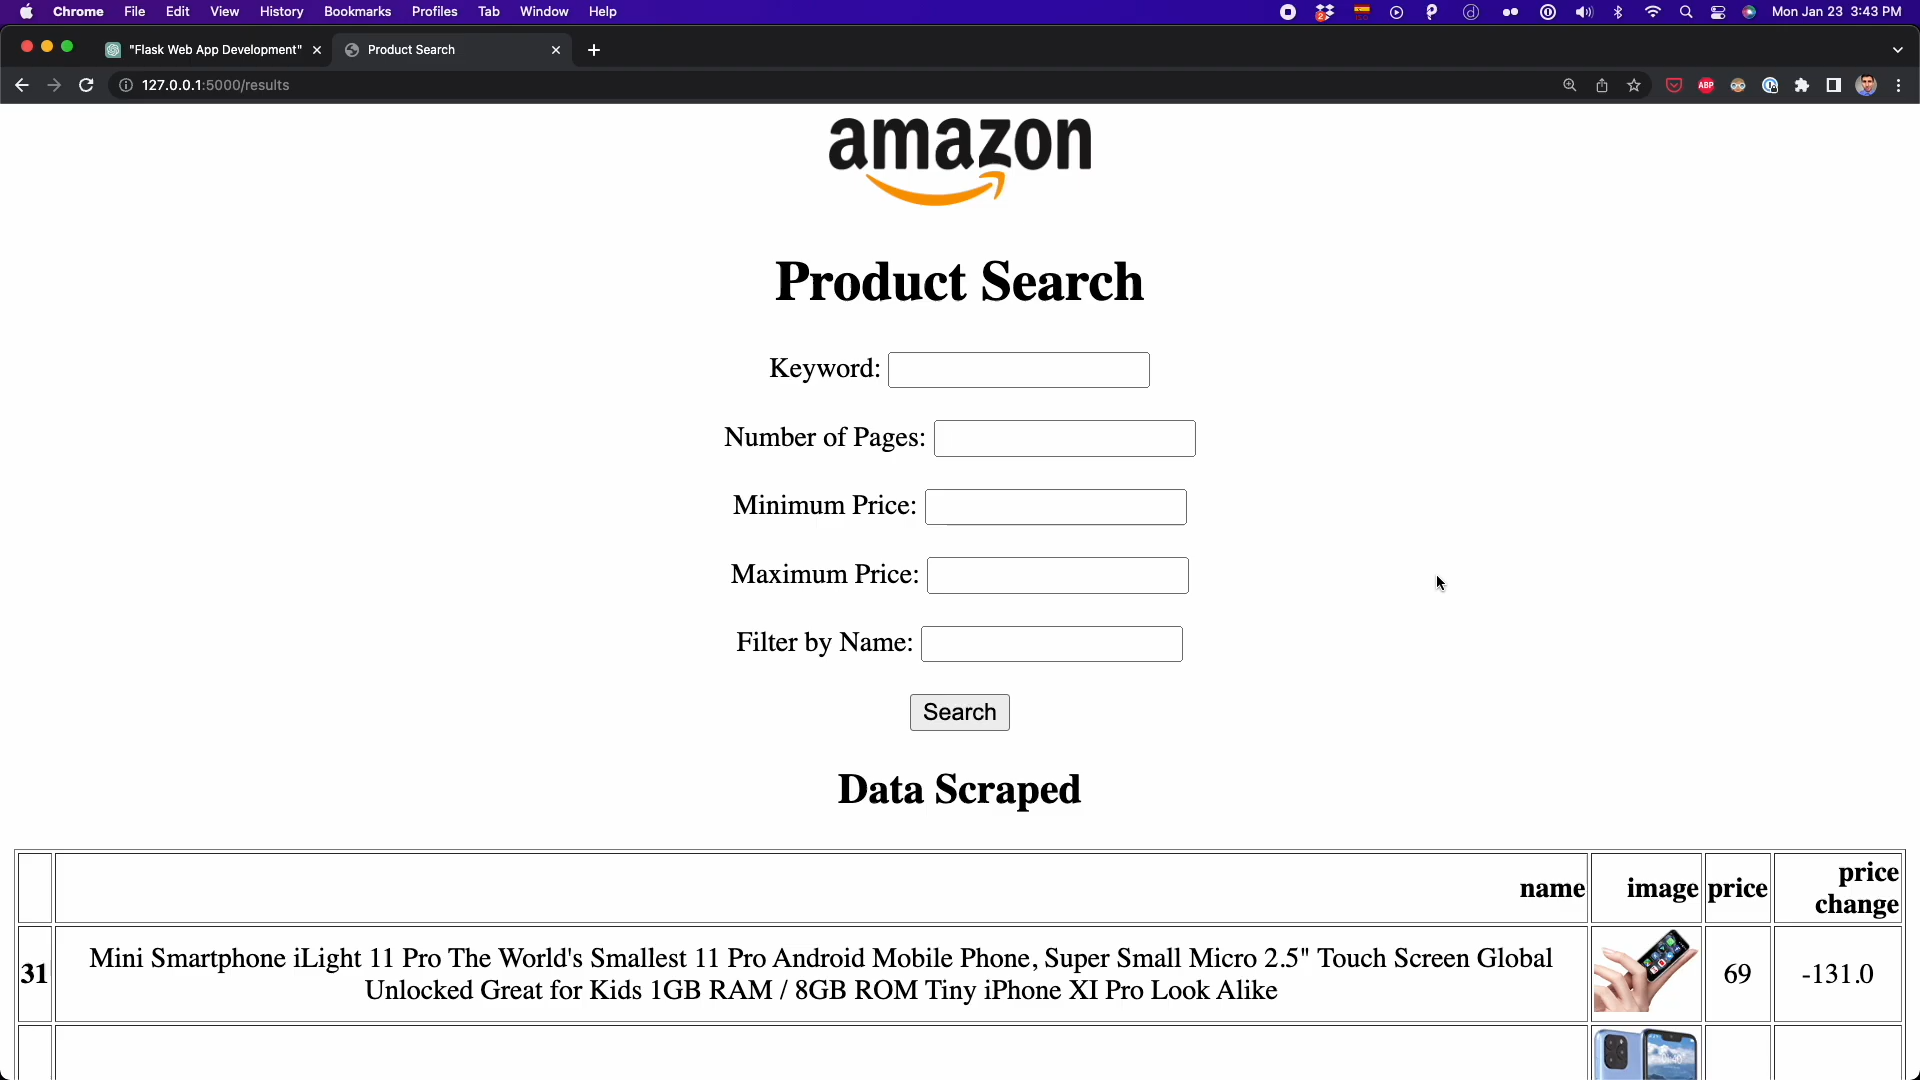 Chrome File Edit View History Bookmarks Profiles Tab Window Help Mon Jan 23 3:43 PM
"Flask Web App Development" Product Search
127.0.0.1:5000/results ABP
amazon
Product Search
Keyword:
Number of Pages:
Minimum Price:
Maximum Price:
Filter by Name:
Search
Data Scraped
name image price price
change
31 Mini Smartphone iLight 11 Pro The World's Smallest 11 Pro Android Mobile Phone, Super Small Micro 2.5" Touch Screen Global 69 -131.0
Unlocked Great for Kids 1GB RAM / 8GB ROM Tiny iPhone XI Pro Look Alike